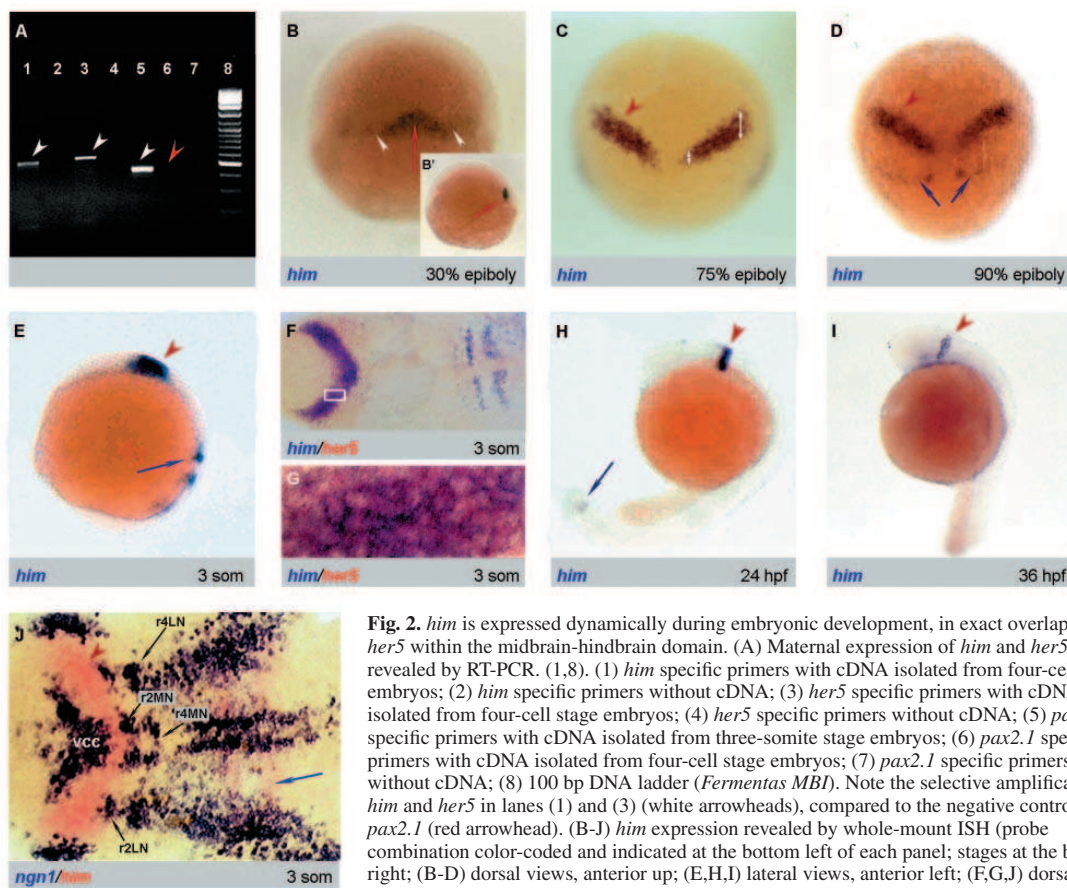 A
1 2 3 4 5 6 7 8
B
B'
him 30% epiboly
C
him 75% epiboly
D
him 90% epiboly
E
him 3 som
F
him/her5 3 som
G
him/her5 3 som
H
him 24 hpf
I
him 36 hpf
J
r4LN
r2MN
r4MN
vcc
r2LN
ngn1/him 3 som
Fig. 2. him is expressed dynamically during embryonic development, in exact overlap
her5 within the midbrain-hindbrain domain. (A) Maternal expression of him and her5
revealed by RT-PCR. (1,8). (1) him specific primers with cDNA isolated from four-cel
embryos; (2) him specific primers without cDNA; (3) her5 specific primers with cDN
isolated from four-cell stage embryos; (4) her5 specific primers without cDNA; (5) pa
specific primers with cDNA isolated from three-somite stage embryos; (6) pax2.1 spe
primers with cDNA isolated from four-cell stage embryos; (7) pax2.1 specific primers
without cDNA; (8) 100 bp DNA ladder (Fermentas MBI). Note the selective amplifica
him and her5 in lanes (1) and (3) (white arrowheads), compared to the negative contro
pax2.1 (red arrowhead). (B-J) him expression revealed by whole-mount ISH (probe
combination color-coded and indicated at the bottom left of each panel; stages at the b
right; (B-D) dorsal views, anterior up; (E,H,I) lateral views, anterior left; (F,G,J) dorsa